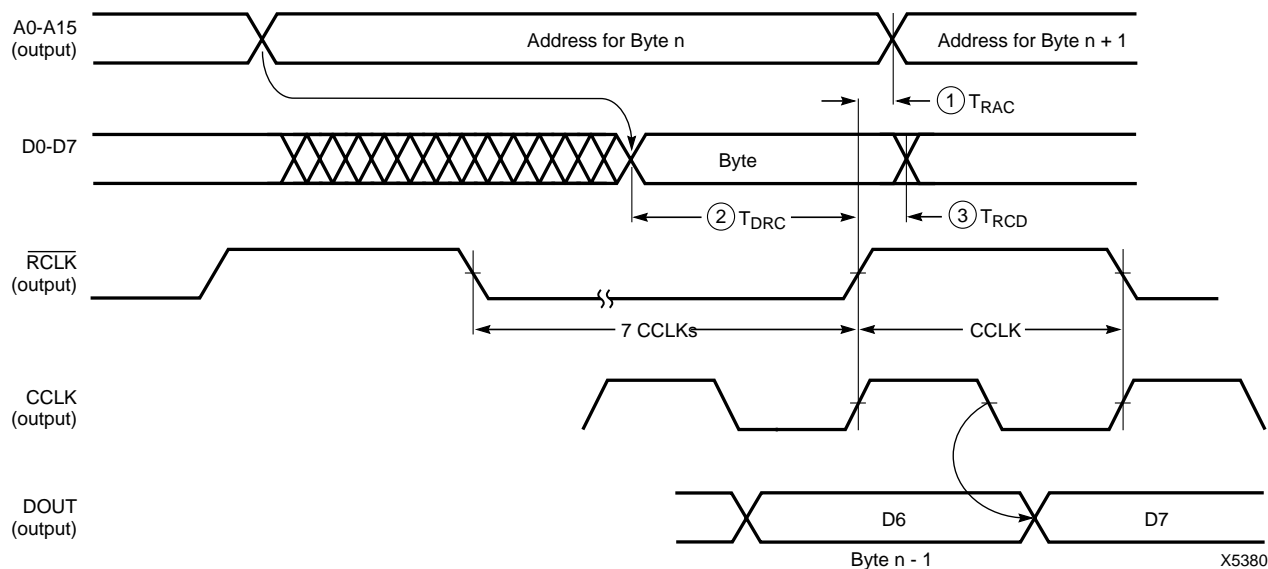 A0-A15
(output)
Address for Byte n
Address for Byte n + 1
1 TRAC
D0-D7
Byte
2 TDRC
3 TRCD
RCLK
(output)
7 CCLKs
CCLK
CCLK
(output)
DOUT
(output)
D6
D7
Byte n - 1
X5380